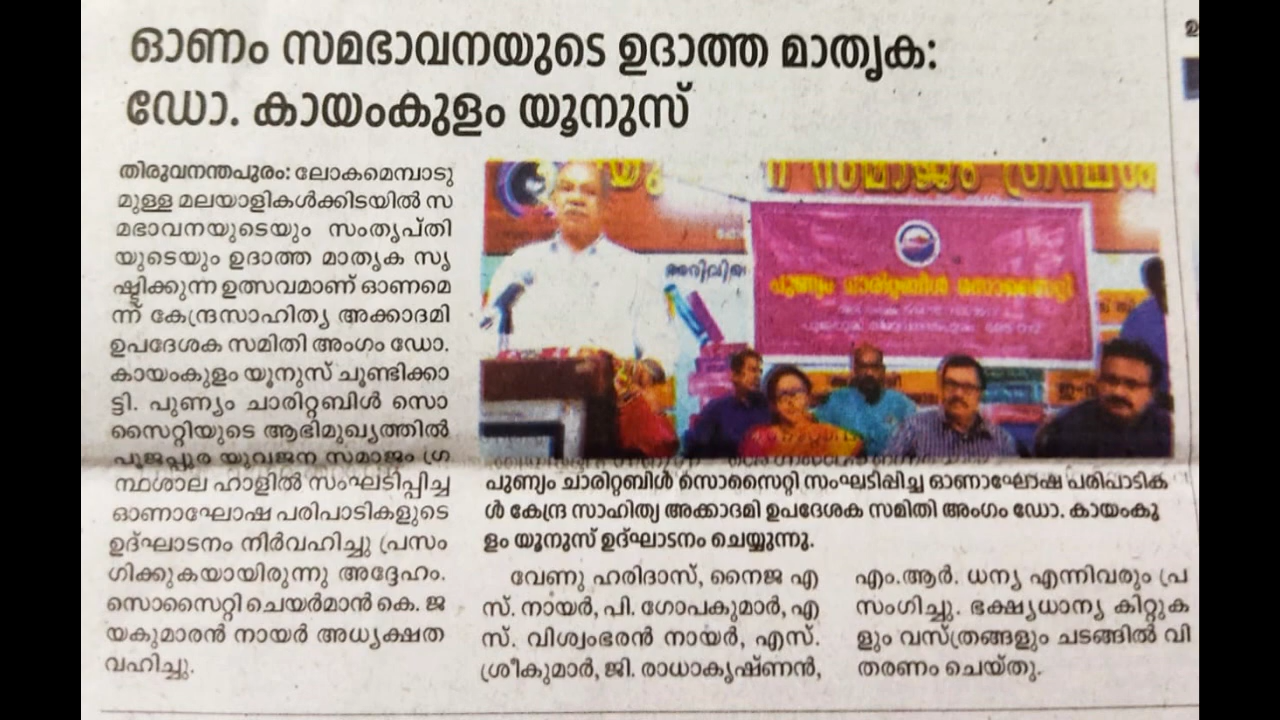 ഓണം സമഭാവനയുടെ ഉദാത്ത മാതൃക:
ഡോ. കായംകുളം യൂനുസ്
തിരുവനന്തപുരം: ലോകമെമ്പാടു
മുള്ള മലയാളികൾക്കിടയിൽ സ
മഭാവനയുടെയും സംതൃപ്തി
യുടെയും ഉദാത്ത മാതൃക സൃ
ഷ്ടിക്കുന്ന ഉത്സവമാണ് ഓണമെ
ന്ന് കേന്ദ്രസാഹിത്യ അക്കാദമി
ഉപദേശക സമിതി അംഗം ഡോ.
കായംകുളം യൂനുസ് ചൂണ്ടിക്കാ
ട്ടി. പുണ്യം ചാരിറ്റബിൾ സൊ
സൈറ്റിയുടെ ആഭിമുഖ്യത്തിൽ
പൂജപ്പുര യുവജന സമാജം ഗ്ര
ന്ഥശാല ഹാളിൽ സംഘടിപ്പിച്ച
ഓണാഘോഷ പരിപാടികളുടെ
ഉദ്ഘാടനം നിർവഹിച്ചു പ്രസം
ഗിക്കുകയായിരുന്നു അദ്ദേഹം.
സൊസൈറ്റി ചെയർമാൻ കെ. ജ
യകുമാരൻ നായർ അധ്യക്ഷത
വഹിച്ചു.
ന സമാജം ഗ്രന്ഥശ
പുണ്യം ചാരിറ്റബിൾ സൊസൈറ്റി
പുണ്യം ചാരിറ്റബിൾ സൊസൈറ്റി സംഘടിപ്പിച്ച ഓണാഘോഷ പരിപാടിക
ൾ കേന്ദ്ര സാഹിത്യ അക്കാദമി ഉപദേശക സമിതി അംഗം ഡോ. കായംകു
ളം യൂനുസ് ഉദ്ഘാടനം ചെയ്യുന്നു.
വേണു ഹരിദാസ്, നൈജ എ
സ്. നായർ, പി. ഗോപകുമാർ, എ
സ്. വിശ്വംഭരൻ നായർ, എസ്.
ശ്രീകുമാർ, ജി. രാധാകൃഷ്ണൻ,
എം.ആർ. ധന്യ എന്നിവരും പ്ര
സംഗിച്ചു. ഭക്ഷ്യധാന്യ കിറ്റുക
ളും വസ്ത്രങ്ങളും ചടങ്ങിൽ വി
തരണം ചെയ്തു.